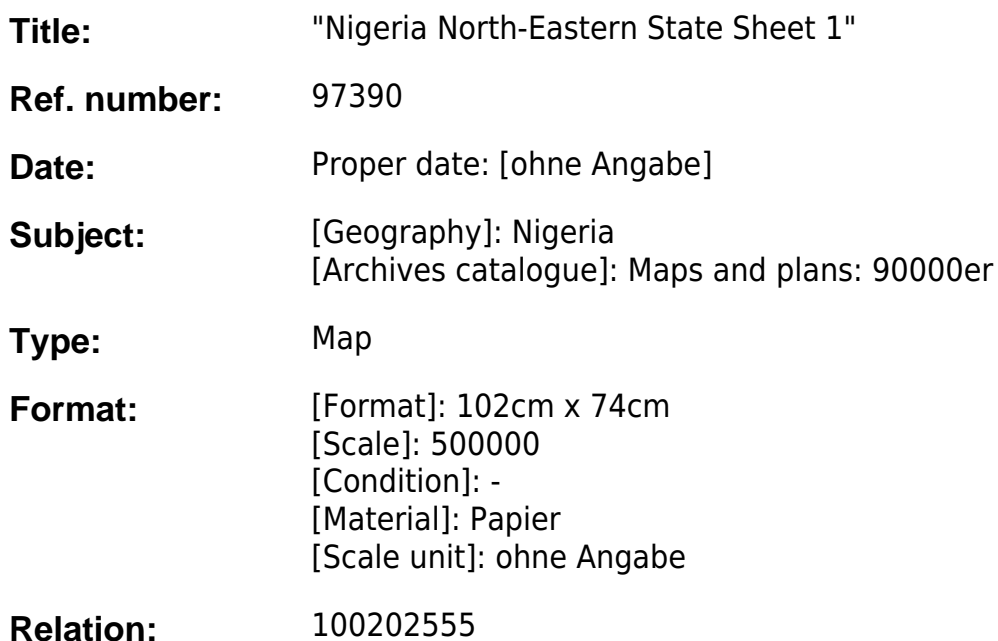 Title: "Nigeria North-Eastern State Sheet 1"
Ref. number: 97390
Date: Proper date: [ohne Angabe]
Subject: [Geography]: Nigeria
[Archives catalogue]: Maps and plans: 90000er
Type: Map
Format: [Format]: 102cm x 74cm
[Scale]: 500000
[Condition]: -
[Material]: Papier
[Scale unit]: ohne Angabe
Relation: 100202555